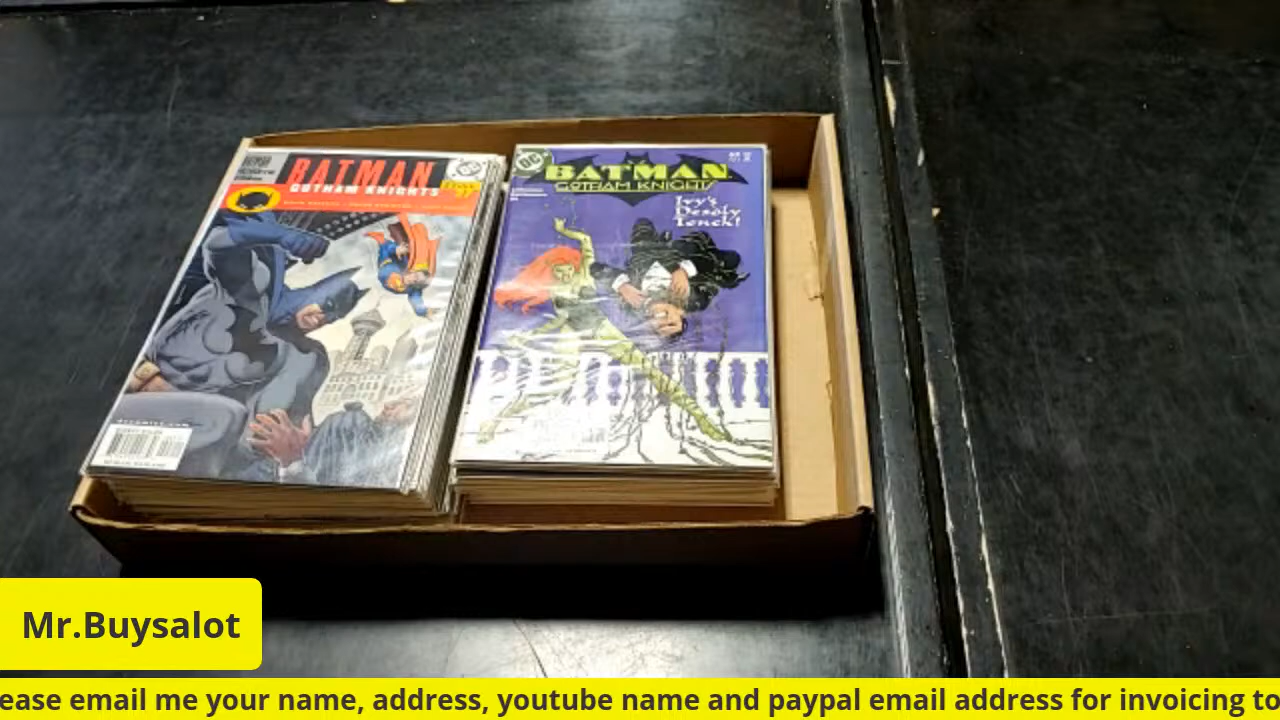 BATMAN
GOTHAM KNIGHTS
DC
BATMAN
GOTHAM KNIGHTS
Ivy's
Deadly
Touch!
Mr.Buysalot
ease email me your name, address, youtube name and paypal email address for invoicing to